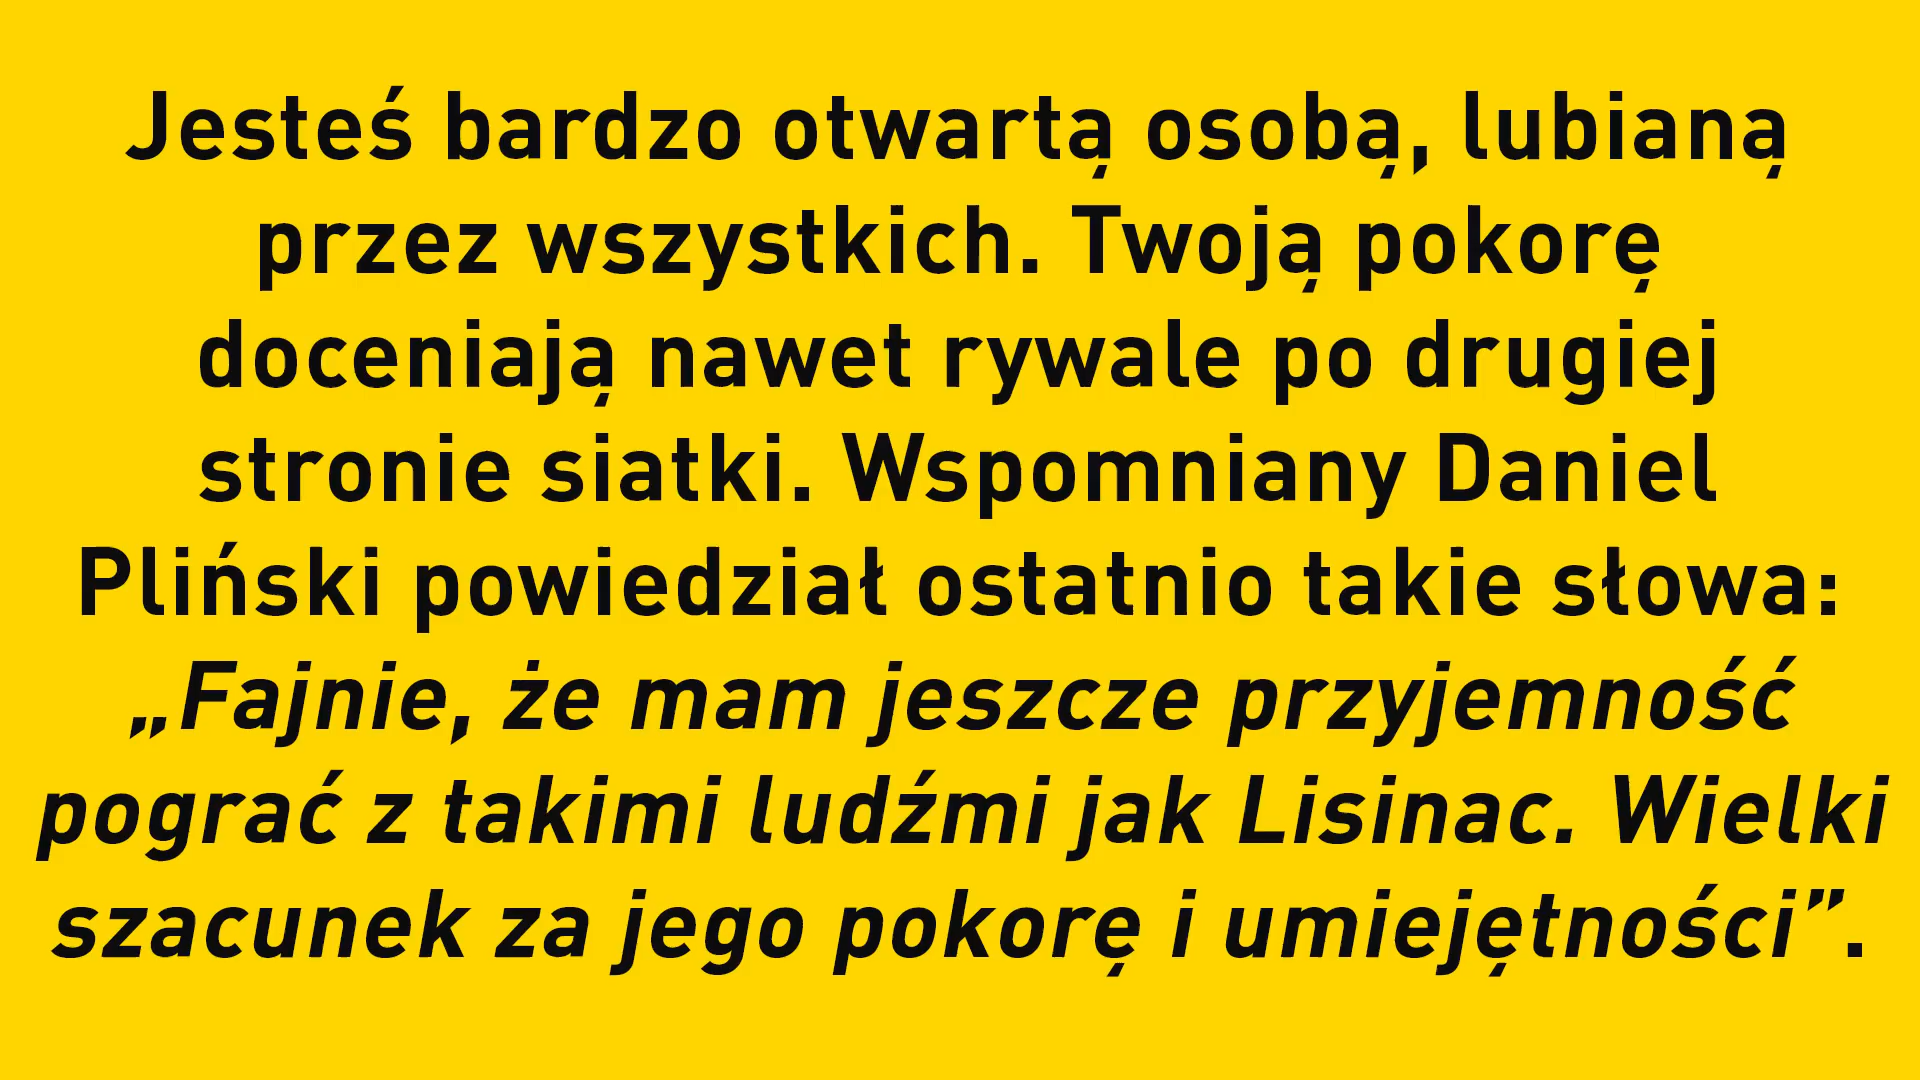 Jesteś bardzo otwartą osobą, lubianą
przez wszystkich. Twoją pokorę
doceniają nawet rywale po drugiej
stronie siatki. Wspomniany Daniel
Pliński powiedział ostatnio takie słowa:
„Fajnie, że mam jeszcze przyjemność
pograć z takimi ludźmi jak Lisinac. Wielki
szacunek za jego pokorę i umiejętności”.